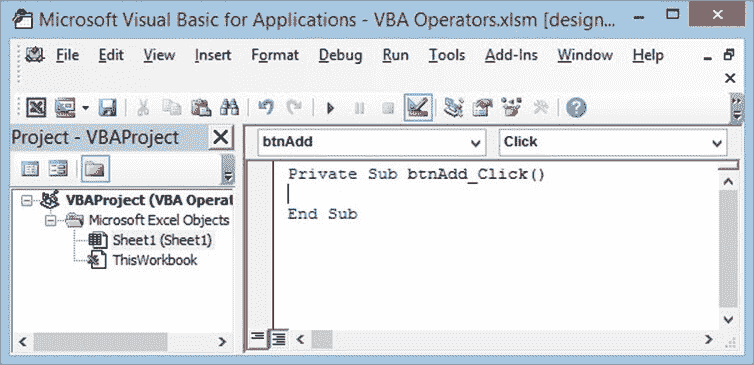 Microsoft Visual Basic for Applications - VBA Operators.xlsm [design...
File Edit View Insert Format Debug Run Tools Add-Ins Window Help
Project - VBAProject
btnAdd Click
VBAProject (VBA Operat
Microsoft Excel Objects
Sheet1 (Sheet1)
ThisWorkbook
Private Sub btnAdd_Click()
End Sub